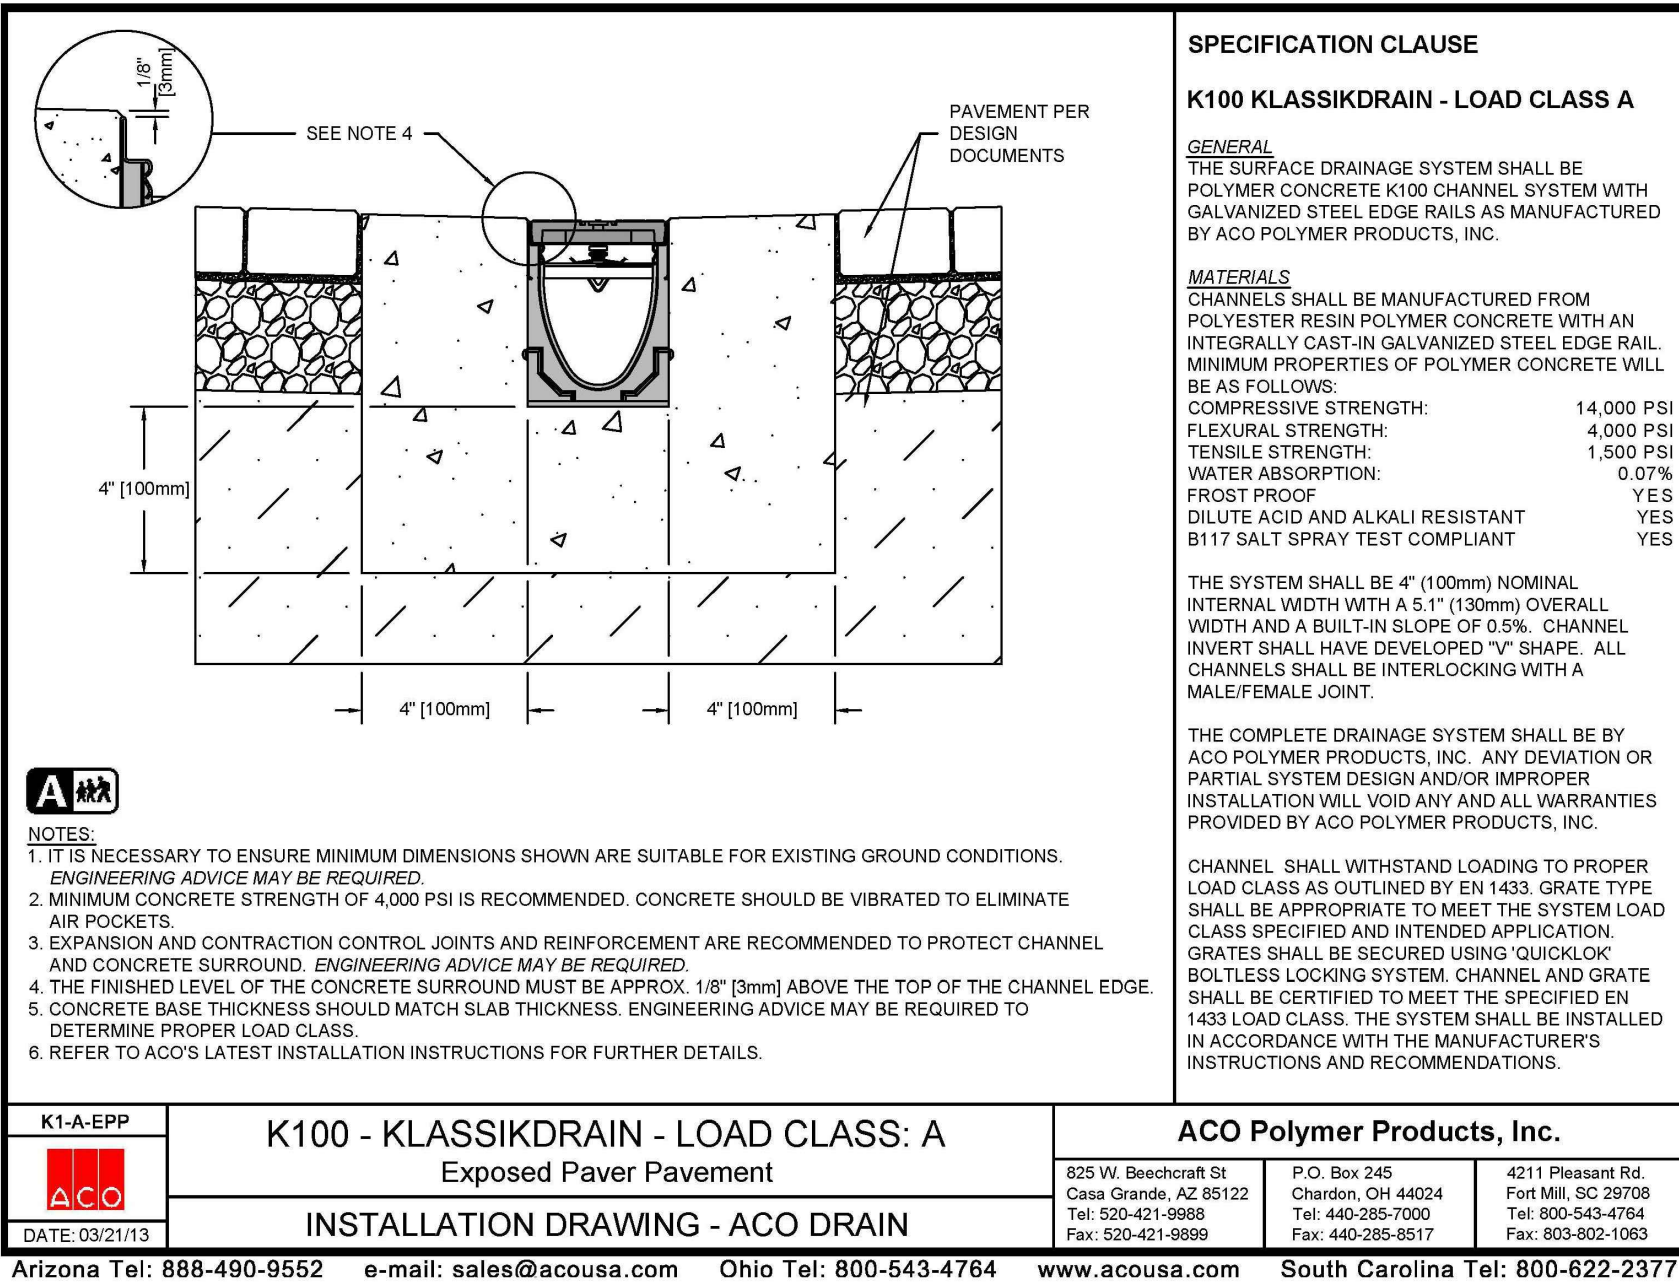 1/8"
[3mm]
SEE NOTE 4
PAVEMENT PER
DESIGN
DOCUMENTS
4" [100mm]
4" [100mm]
4" [100mm]
A
NOTES:
1. IT IS NECESSARY TO ENSURE MINIMUM DIMENSIONS SHOWN ARE SUITABLE FOR EXISTING GROUND CONDITIONS.
ENGINEERING ADVICE MAY BE REQUIRED.
2. MINIMUM CONCRETE STRENGTH OF 4,000 PSI IS RECOMMENDED. CONCRETE SHOULD BE VIBRATED TO ELIMINATE
AIR POCKETS.
3. EXPANSION AND CONTRACTION CONTROL JOINTS AND REINFORCEMENT ARE RECOMMENDED TO PROTECT CHANNEL
AND CONCRETE SURROUND. ENGINEERING ADVICE MAY BE REQUIRED.
4. THE FINISHED LEVEL OF THE CONCRETE SURROUND MUST BE APPROX. 1/8" [3mm] ABOVE THE TOP OF THE CHANNEL EDGE.
5. CONCRETE BASE THICKNESS SHOULD MATCH SLAB THICKNESS. ENGINEERING ADVICE MAY BE REQUIRED TO
DETERMINE PROPER LOAD CLASS.
6. REFER TO ACO'S LATEST INSTALLATION INSTRUCTIONS FOR FURTHER DETAILS.
SPECIFICATION CLAUSE
K100 KLASSIKDRAIN - LOAD CLASS A
GENERAL
THE SURFACE DRAINAGE SYSTEM SHALL BE
POLYMER CONCRETE K100 CHANNEL SYSTEM WITH
GALVANIZED STEEL EDGE RAILS AS MANUFACTURED
BY ACO POLYMER PRODUCTS, INC.
MATERIALS
CHANNELS SHALL BE MANUFACTURED FROM
POLYESTER RESIN POLYMER CONCRETE WITH AN
INTEGRALLY CAST-IN GALVANIZED STEEL EDGE RAIL.
MINIMUM PROPERTIES OF POLYMER CONCRETE WILL
BE AS FOLLOWS:
COMPRESSIVE STRENGTH: 14,000 PSI
FLEXURAL STRENGTH: 4,000 PSI
TENSILE STRENGTH: 1,500 PSI
WATER ABSORPTION: 0.07%
FROST PROOF YES
DILUTE ACID AND ALKALI RESISTANT YES
B117 SALT SPRAY TEST COMPLIANT YES
THE SYSTEM SHALL BE 4" (100mm) NOMINAL
INTERNAL WIDTH WITH A 5.1" (130mm) OVERALL
WIDTH AND A BUILT-IN SLOPE OF 0.5%. CHANNEL
INVERT SHALL HAVE DEVELOPED "V" SHAPE. ALL
CHANNELS SHALL BE INTERLOCKING WITH A
MALE/FEMALE JOINT.
THE COMPLETE DRAINAGE SYSTEM SHALL BE BY
ACO POLYMER PRODUCTS, INC. ANY DEVIATION OR
PARTIAL SYSTEM DESIGN AND/OR IMPROPER
INSTALLATION WILL VOID ANY AND ALL WARRANTIES
PROVIDED BY ACO POLYMER PRODUCTS, INC.
CHANNEL SHALL WITHSTAND LOADING TO PROPER
LOAD CLASS AS OUTLINED BY EN 1433. GRATE TYPE
SHALL BE APPROPRIATE TO MEET THE SYSTEM LOAD
CLASS SPECIFIED AND INTENDED APPLICATION.
GRATES SHALL BE SECURED USING 'QUICKLOK'
BOLTLESS LOCKING SYSTEM. CHANNEL AND GRATE
SHALL BE CERTIFIED TO MEET THE SPECIFIED EN
1433 LOAD CLASS. THE SYSTEM SHALL BE INSTALLED
IN ACCORDANCE WITH THE MANUFACTURER'S
INSTRUCTIONS AND RECOMMENDATIONS.
K1-A-EPP
ACO
DATE: 03/21/13
K100 - KLASSIKDRAIN - LOAD CLASS: A
Exposed Paver Pavement
INSTALLATION DRAWING - ACO DRAIN
ACO Polymer Products, Inc.
825 W. Beechcraft St
Casa Grande, AZ 85122
Tel: 520-421-9988
Fax: 520-421-9899
P.O. Box 245
Chardon, OH 44024
Tel: 440-285-7000
Fax: 440-285-8517
4211 Pleasant Rd.
Fort Mill, SC 29708
Tel: 800-543-4764
Fax: 803-802-1063
Arizona Tel: 888-490-9552 e-mail: sales@acousa.com Ohio Tel: 800-543-4764 www.acousa.com South Carolina Tel: 800-622-2377